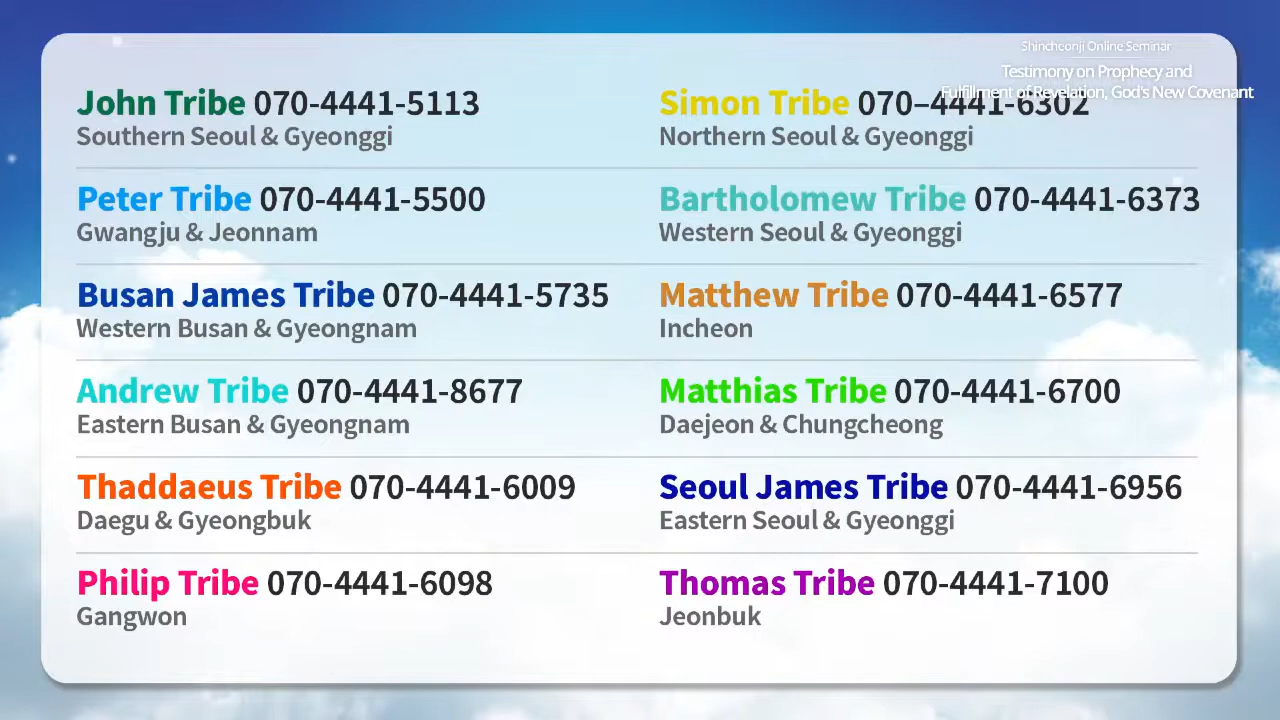 Shincheonji Online Seminar
Testimony on Prophecy and
Fulfillment of Revelation, God's New Covenant
John Tribe 070-4441-5113
Southern Seoul & Gyeonggi
Simon Tribe 070–4441-6302
Northern Seoul & Gyeonggi
Peter Tribe 070-4441-5500
Gwangju & Jeonnam
Bartholomew Tribe 070-4441-6373
Western Seoul & Gyeonggi
Busan James Tribe 070-4441-5735
Western Busan & Gyeongnam
Matthew Tribe 070-4441-6577
Incheon
Andrew Tribe 070-4441-8677
Eastern Busan & Gyeongnam
Matthias Tribe 070-4441-6700
Daejeon & Chungcheong
Thaddaeus Tribe 070-4441-6009
Daegu & Gyeongbuk
Seoul James Tribe 070-4441-6956
Eastern Seoul & Gyeonggi
Philip Tribe 070-4441-6098
Gangwon
Thomas Tribe 070-4441-7100
Jeonbuk